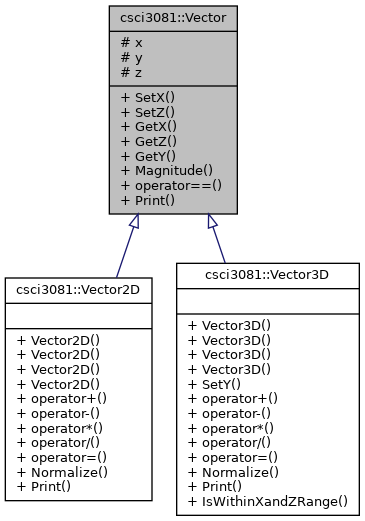 csci3081::Vector
# x
# y
# z
+ SetX()
+ SetZ()
+ GetX()
+ GetZ()
+ GetY()
+ Magnitude()
+ operator==()
+ Print()
csci3081::Vector2D
+ Vector2D()
+ Vector2D()
+ Vector2D()
+ Vector2D()
+ operator+()
+ operator-()
+ operator*()
+ operator/()
+ operator=()
+ Normalize()
+ Print()
csci3081::Vector3D
+ Vector3D()
+ Vector3D()
+ Vector3D()
+ Vector3D()
+ SetY()
+ operator+()
+ operator-()
+ operator*()
+ operator/()
+ operator=()
+ Normalize()
+ Print()
+ IsWithinXandZRange()